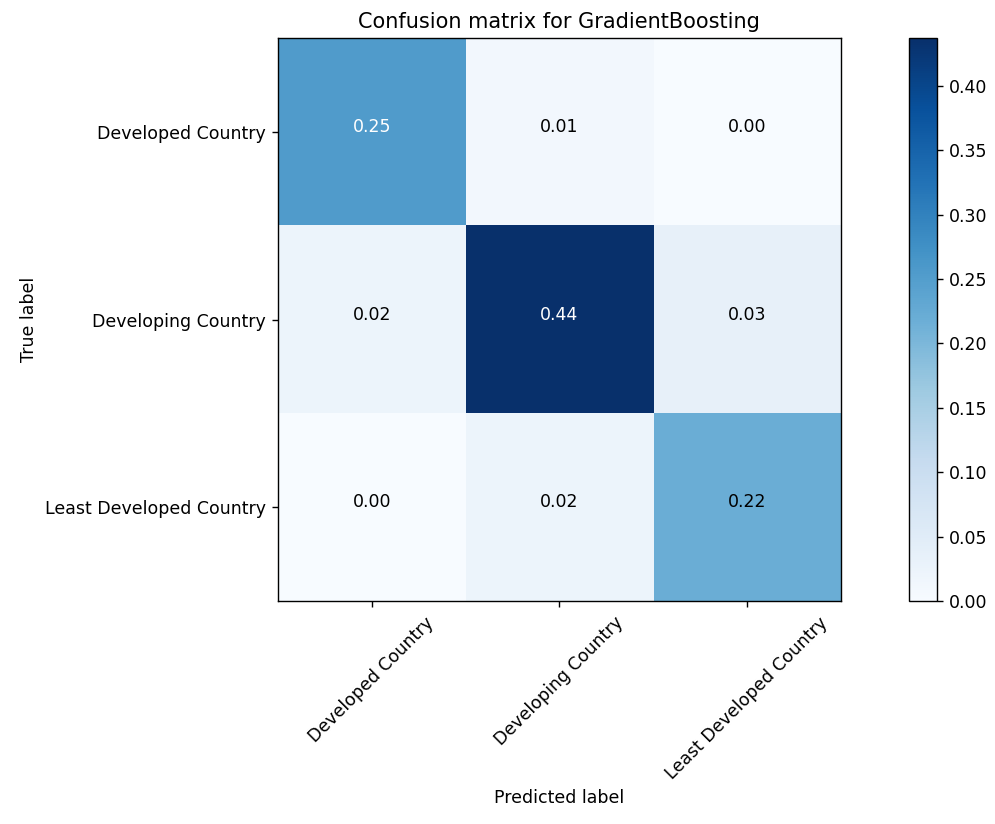 Confusion matrix for GradientBoosting
True label
Developed Country
0.25 0.01 0.00
Developing Country
0.02 0.44 0.03
Least Developed Country
0.00 0.02 0.22
Developed Country
Developing Country
Least Developed Country
Predicted label
0.40
0.35
0.30
0.25
0.20
0.15
0.10
0.05
0.00